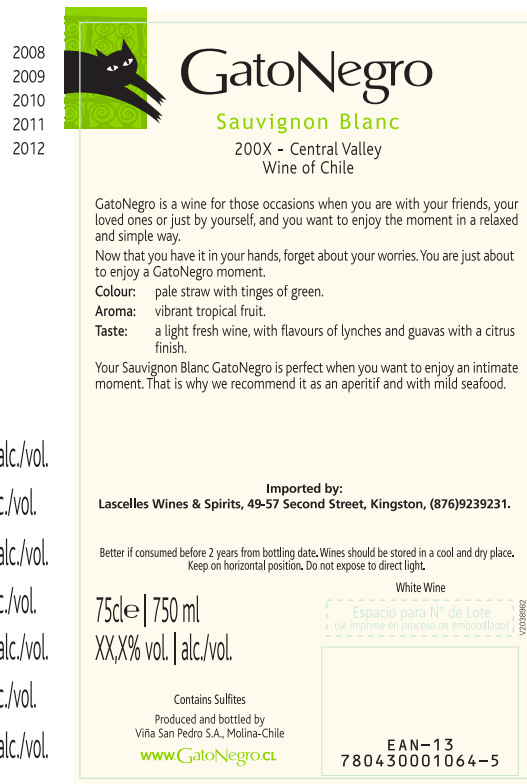 2008
2009
2010
2011
2012
GatoNegro
Sauvignon Blanc
200X - Central Valley
Wine of Chile
GatoNegro is a wine for those occasions when you are with your friends, your
loved ones or just by yourself, and you want to enjoy the moment in a relaxed
and simple way.
Now that you have it in your hands, forget about your worries. You are just about
to enjoy a GatoNegro moment.
Colour: pale straw with tinges of green.
Aroma: vibrant tropical fruit.
Taste: a light fresh wine, with flavours of lynches and guavas with a citrus
finish.
Your Sauvignon Blanc GatoNegro is perfect when you want to enjoy an intimate
moment. That is why we recommend it as an aperitif and with mild seafood.
alc./vol.
c./vol.
alc./vol.
c./vol.
alc./vol.
c./vol.
alc./vol.
Imported by:
Lascelles Wines & Spirits, 49-57 Second Street, Kingston, (876)9239231.
Better if consumed before 2 years from bottling date. Wines should be stored in a cool and dry place.
Keep on horizontal position. Do not expose to direct light.
White Wine
75cl e | 750 ml
XX,X% vol. | alc./vol.
Espacio para N° de Lote
(se imprime en proceso de embotellado)
V2038982
Contains Sulfites
Produced and bottled by
Viña San Pedro S.A., Molina-Chile
www.GatoNegro.cl
EAN-13
780430001064-5